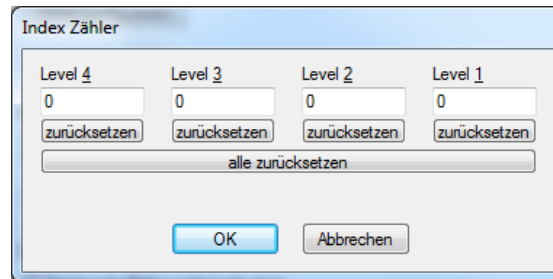 Index Zähler
Level 4 Level 3 Level 2 Level 1
0 0 0 0
zurücksetzen zurücksetzen zurücksetzen zurücksetzen
alle zurücksetzen
OK Abbrechen